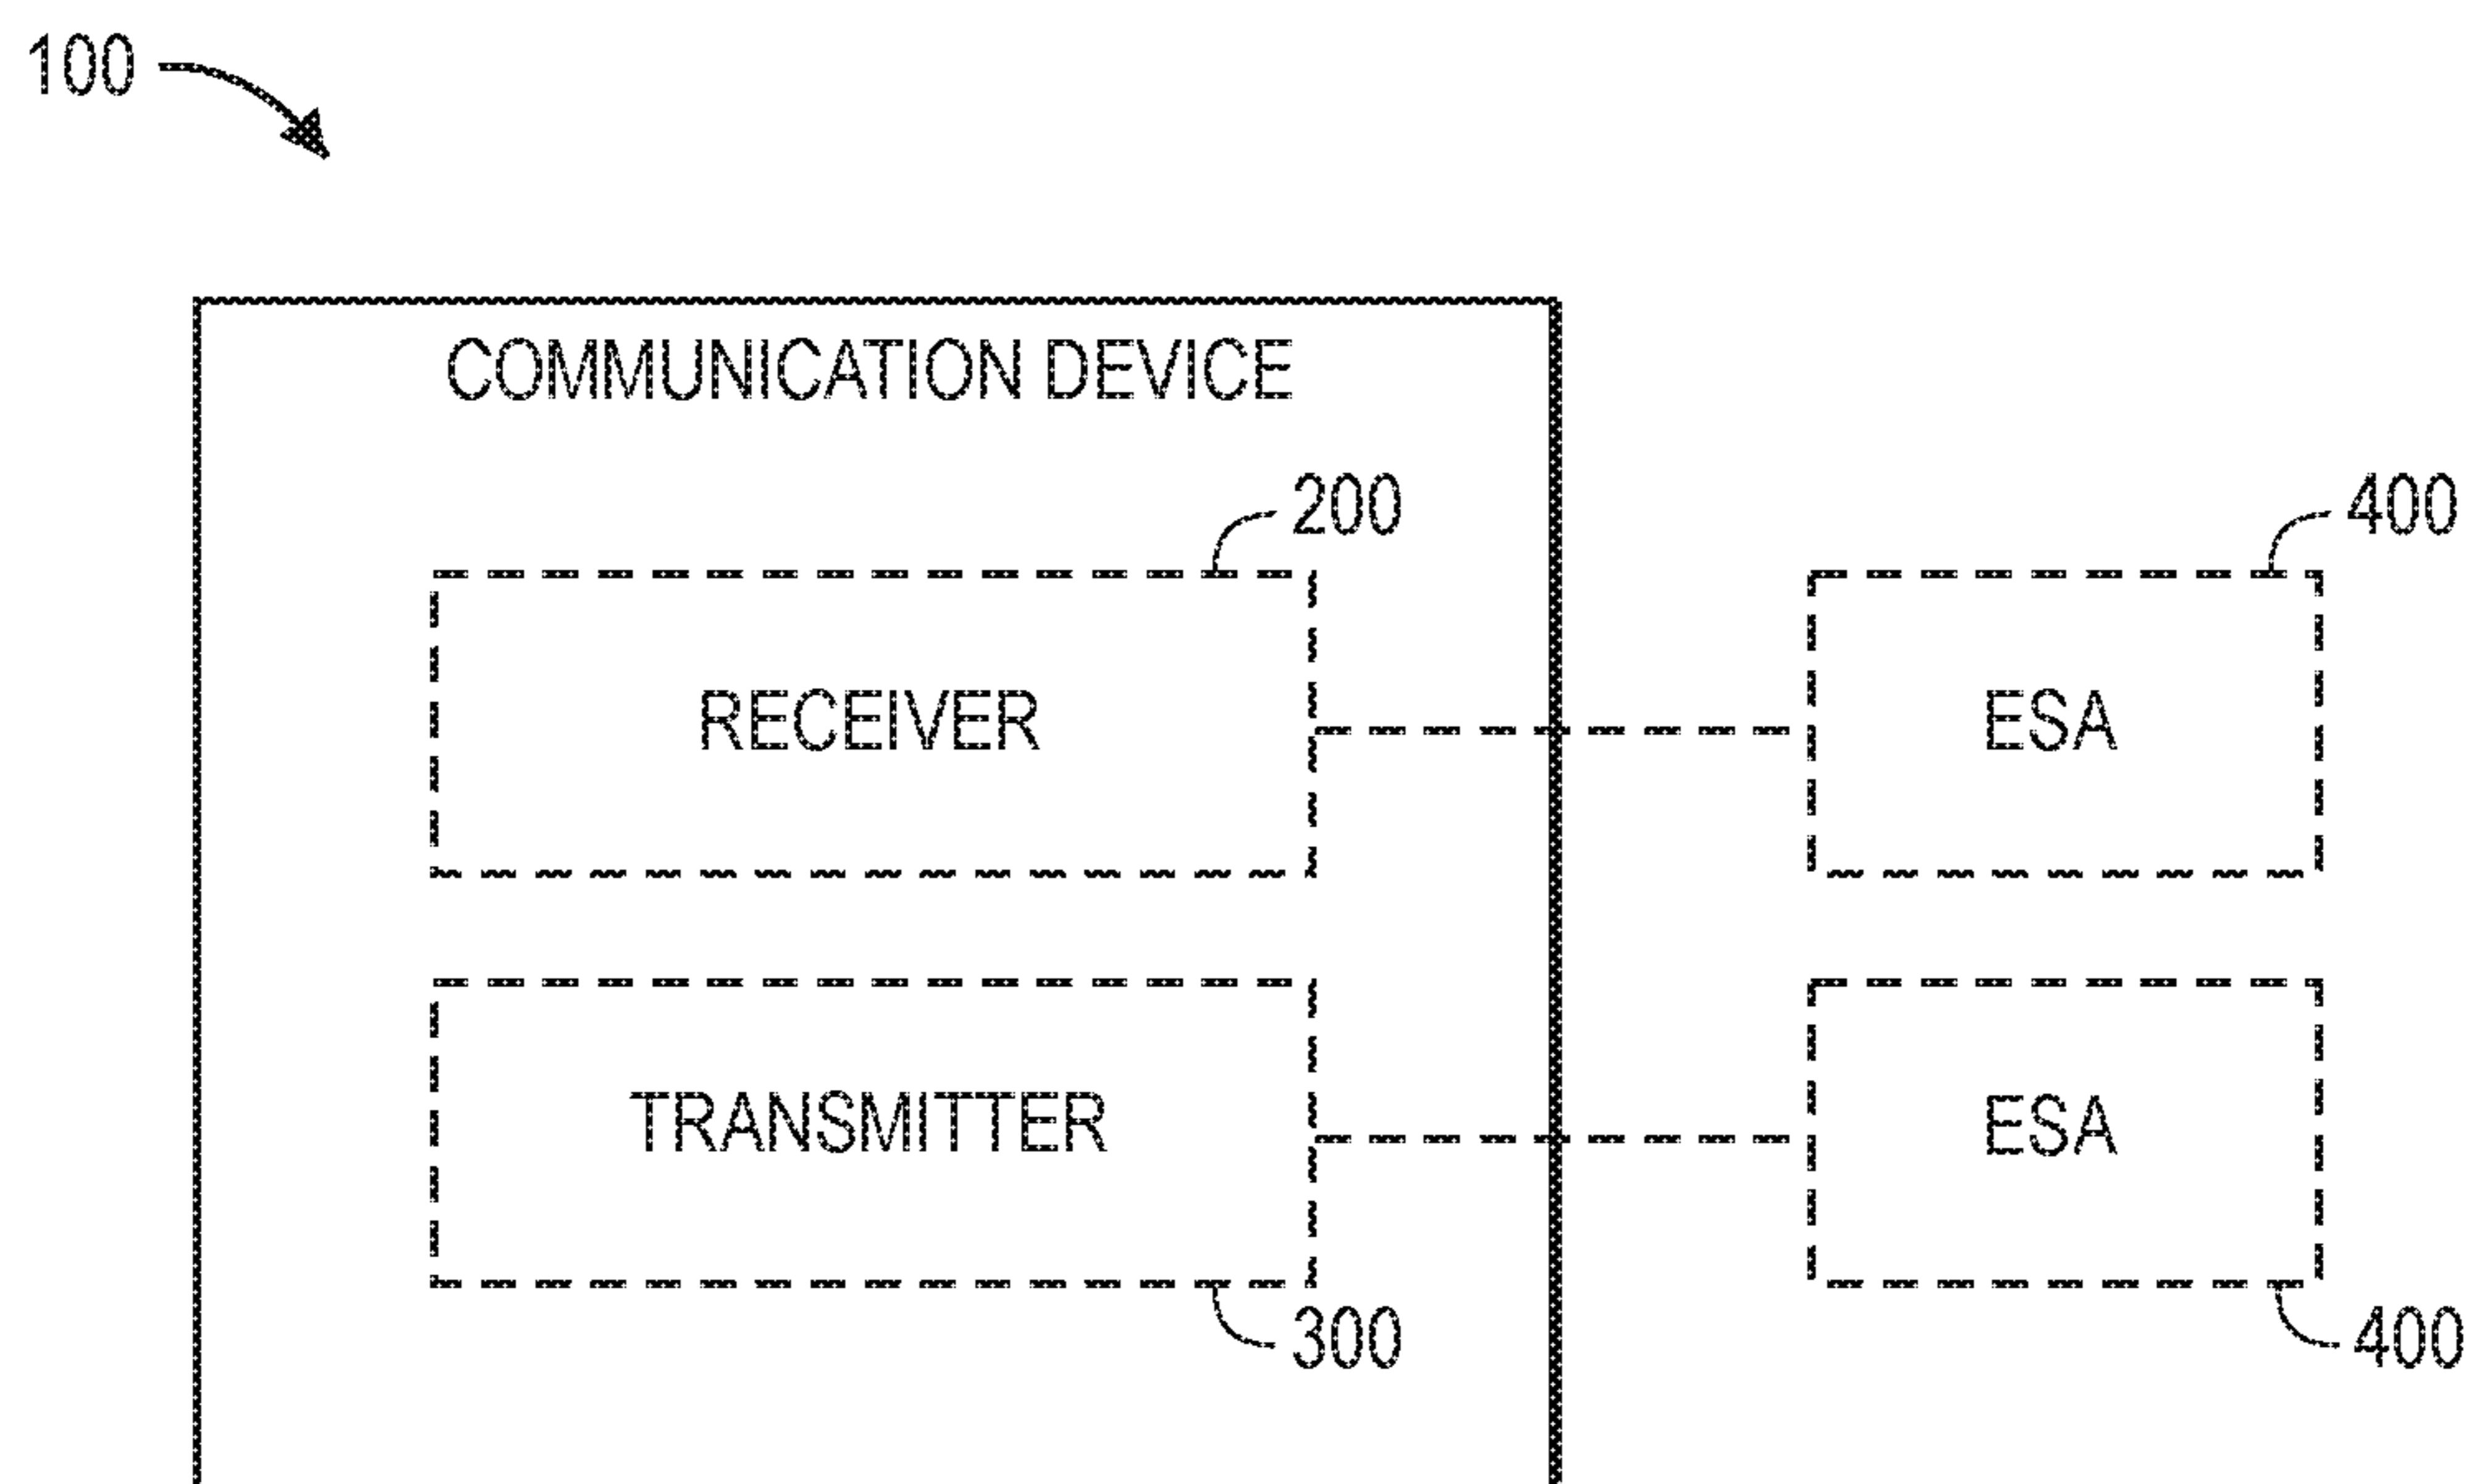 100
COMMUNICATION DEVICE
200
400
RECEIVER
ESA
TRANSMITTER
ESA
300
400